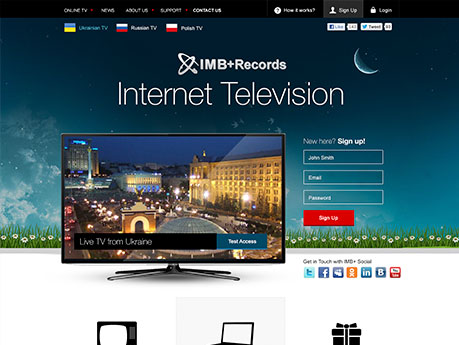 ONLINE TV NEWS ABOUT US SUPPORT CONTACT US How it works? Sign Up Login
Ukrainian TV Russian TV Polish TV
IMB+Records
Internet Television
New here? Sign up!
John Smith
Email
Password
Sign Up
Live TV from Ukraine Test Access
Get in Touch with IMB+ Social